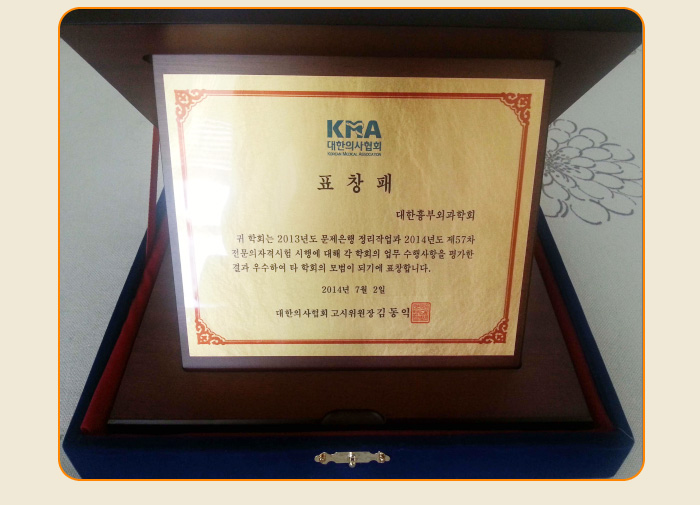 KMA
대한의사협회
KOREAN MEDICAL ASSOCIATION
표 창 패
대한흉부외과학회
귀 학회는 2013년도 문제은행 정리작업과 2014년도 제57차
전문의자격시험 시행에 대해 각 학회의 업무 수행사항을 평가한
결과 우수하여 타 학회의 모범이 되기에 표창합니다.
2014년 7월 2일
대한의사협회 고시위원장 김 동 익